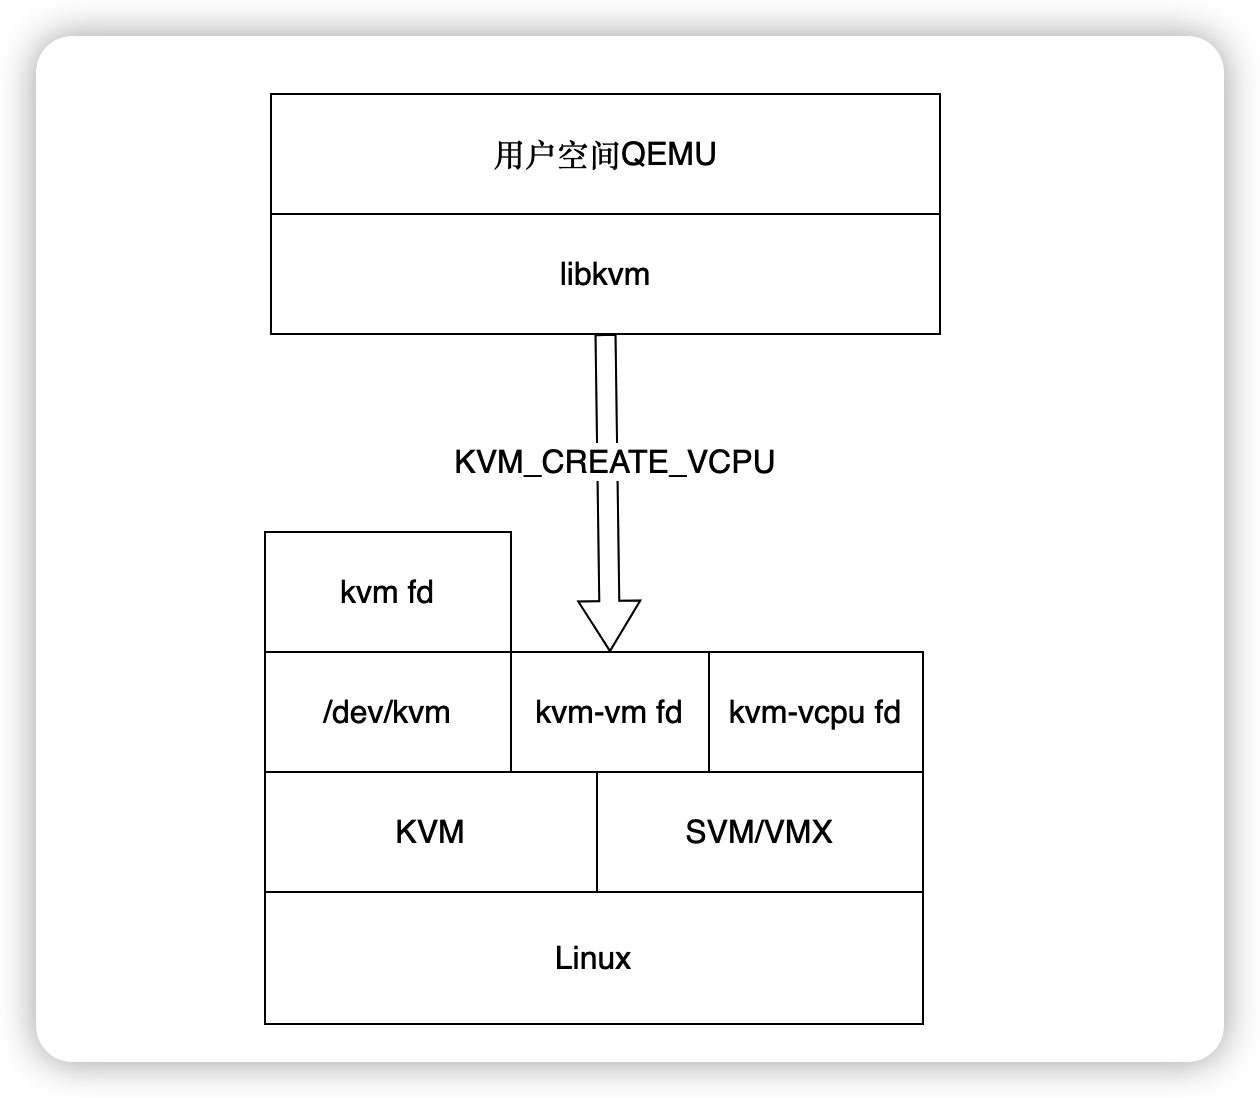 用户空间QEMU
libkvm
KVM_CREATE_VCPU
kvm fd
/dev/kvm
kvm-vm fd
kvm-vcpu fd
KVM
SVM/VMX
Linux